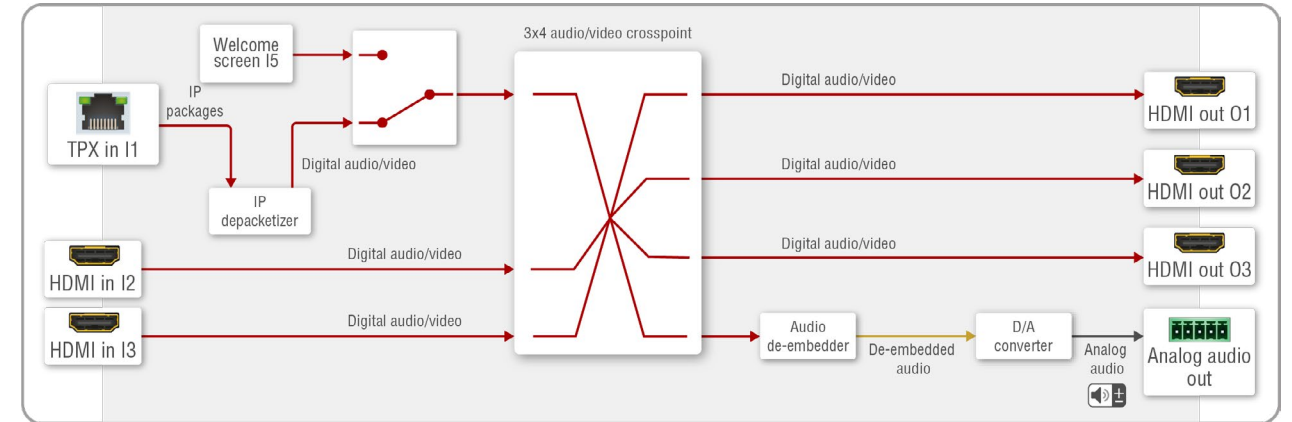 3x4 audio/video crosspoint
Welcome
screen I5
IP
packages
TPX in I1
Digital audio/video
IP
depacketizer
HDMI in I2
Digital audio/video
HDMI in I3
Digital audio/video
Digital audio/video
HDMI out O1
Digital audio/video
HDMI out O2
Digital audio/video
HDMI out O3
Audio
de-embedder
De-embedded
audio
D/A
converter
Analog
audio
±
Analog audio
out